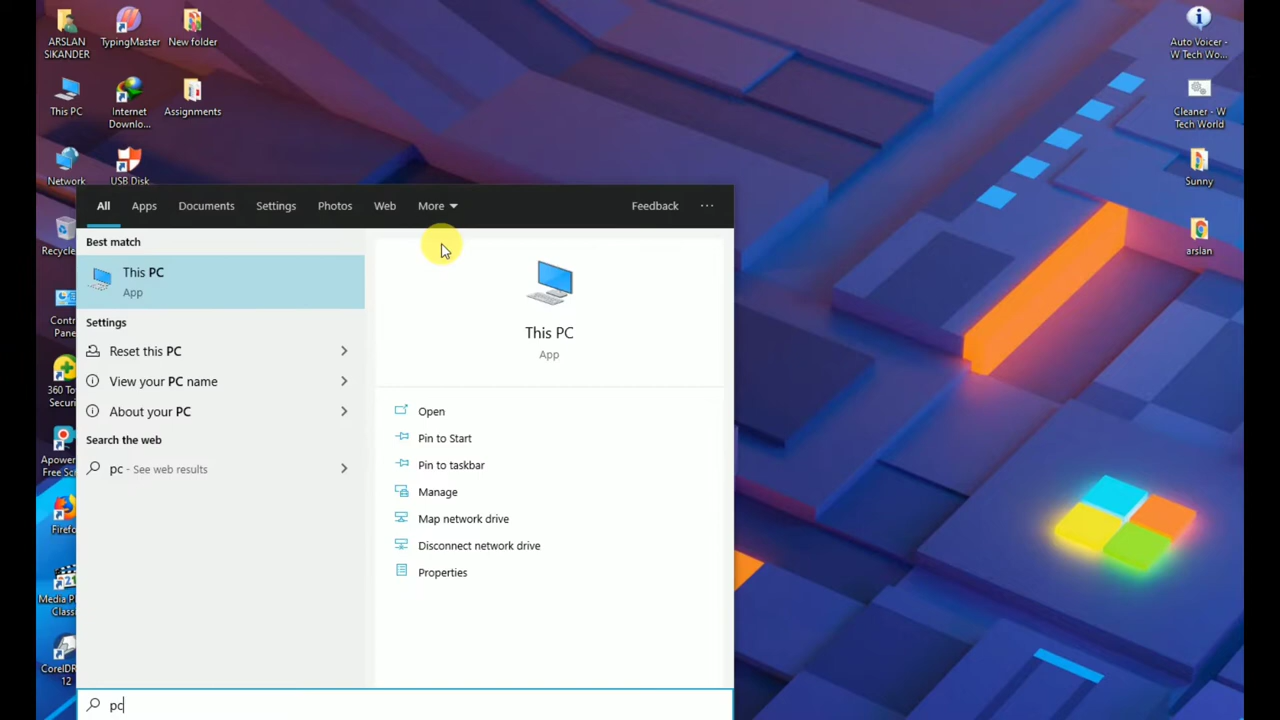 ARSLAN
SIKANDER
TypingMaster
New folder
This PC
Internet
Downlo...
Assignments
Network
USB Disk
Recycle
Contr
Pane
360 To
Securi
Apower
Free Scr
Firefo
Media Pl
Classi
CorelDR
12
Auto Voicer -
W Tech Wo...
Cleaner - W
Tech World
Sunny
arslan
All
Apps
Documents
Settings
Photos
Web
More
Feedback
...
Best match
This PC
App
Settings
Reset this PC
View your PC name
About your PC
Search the web
pc - See web results
This PC
App
Open
Pin to Start
Pin to taskbar
Manage
Map network drive
Disconnect network drive
Properties
pc